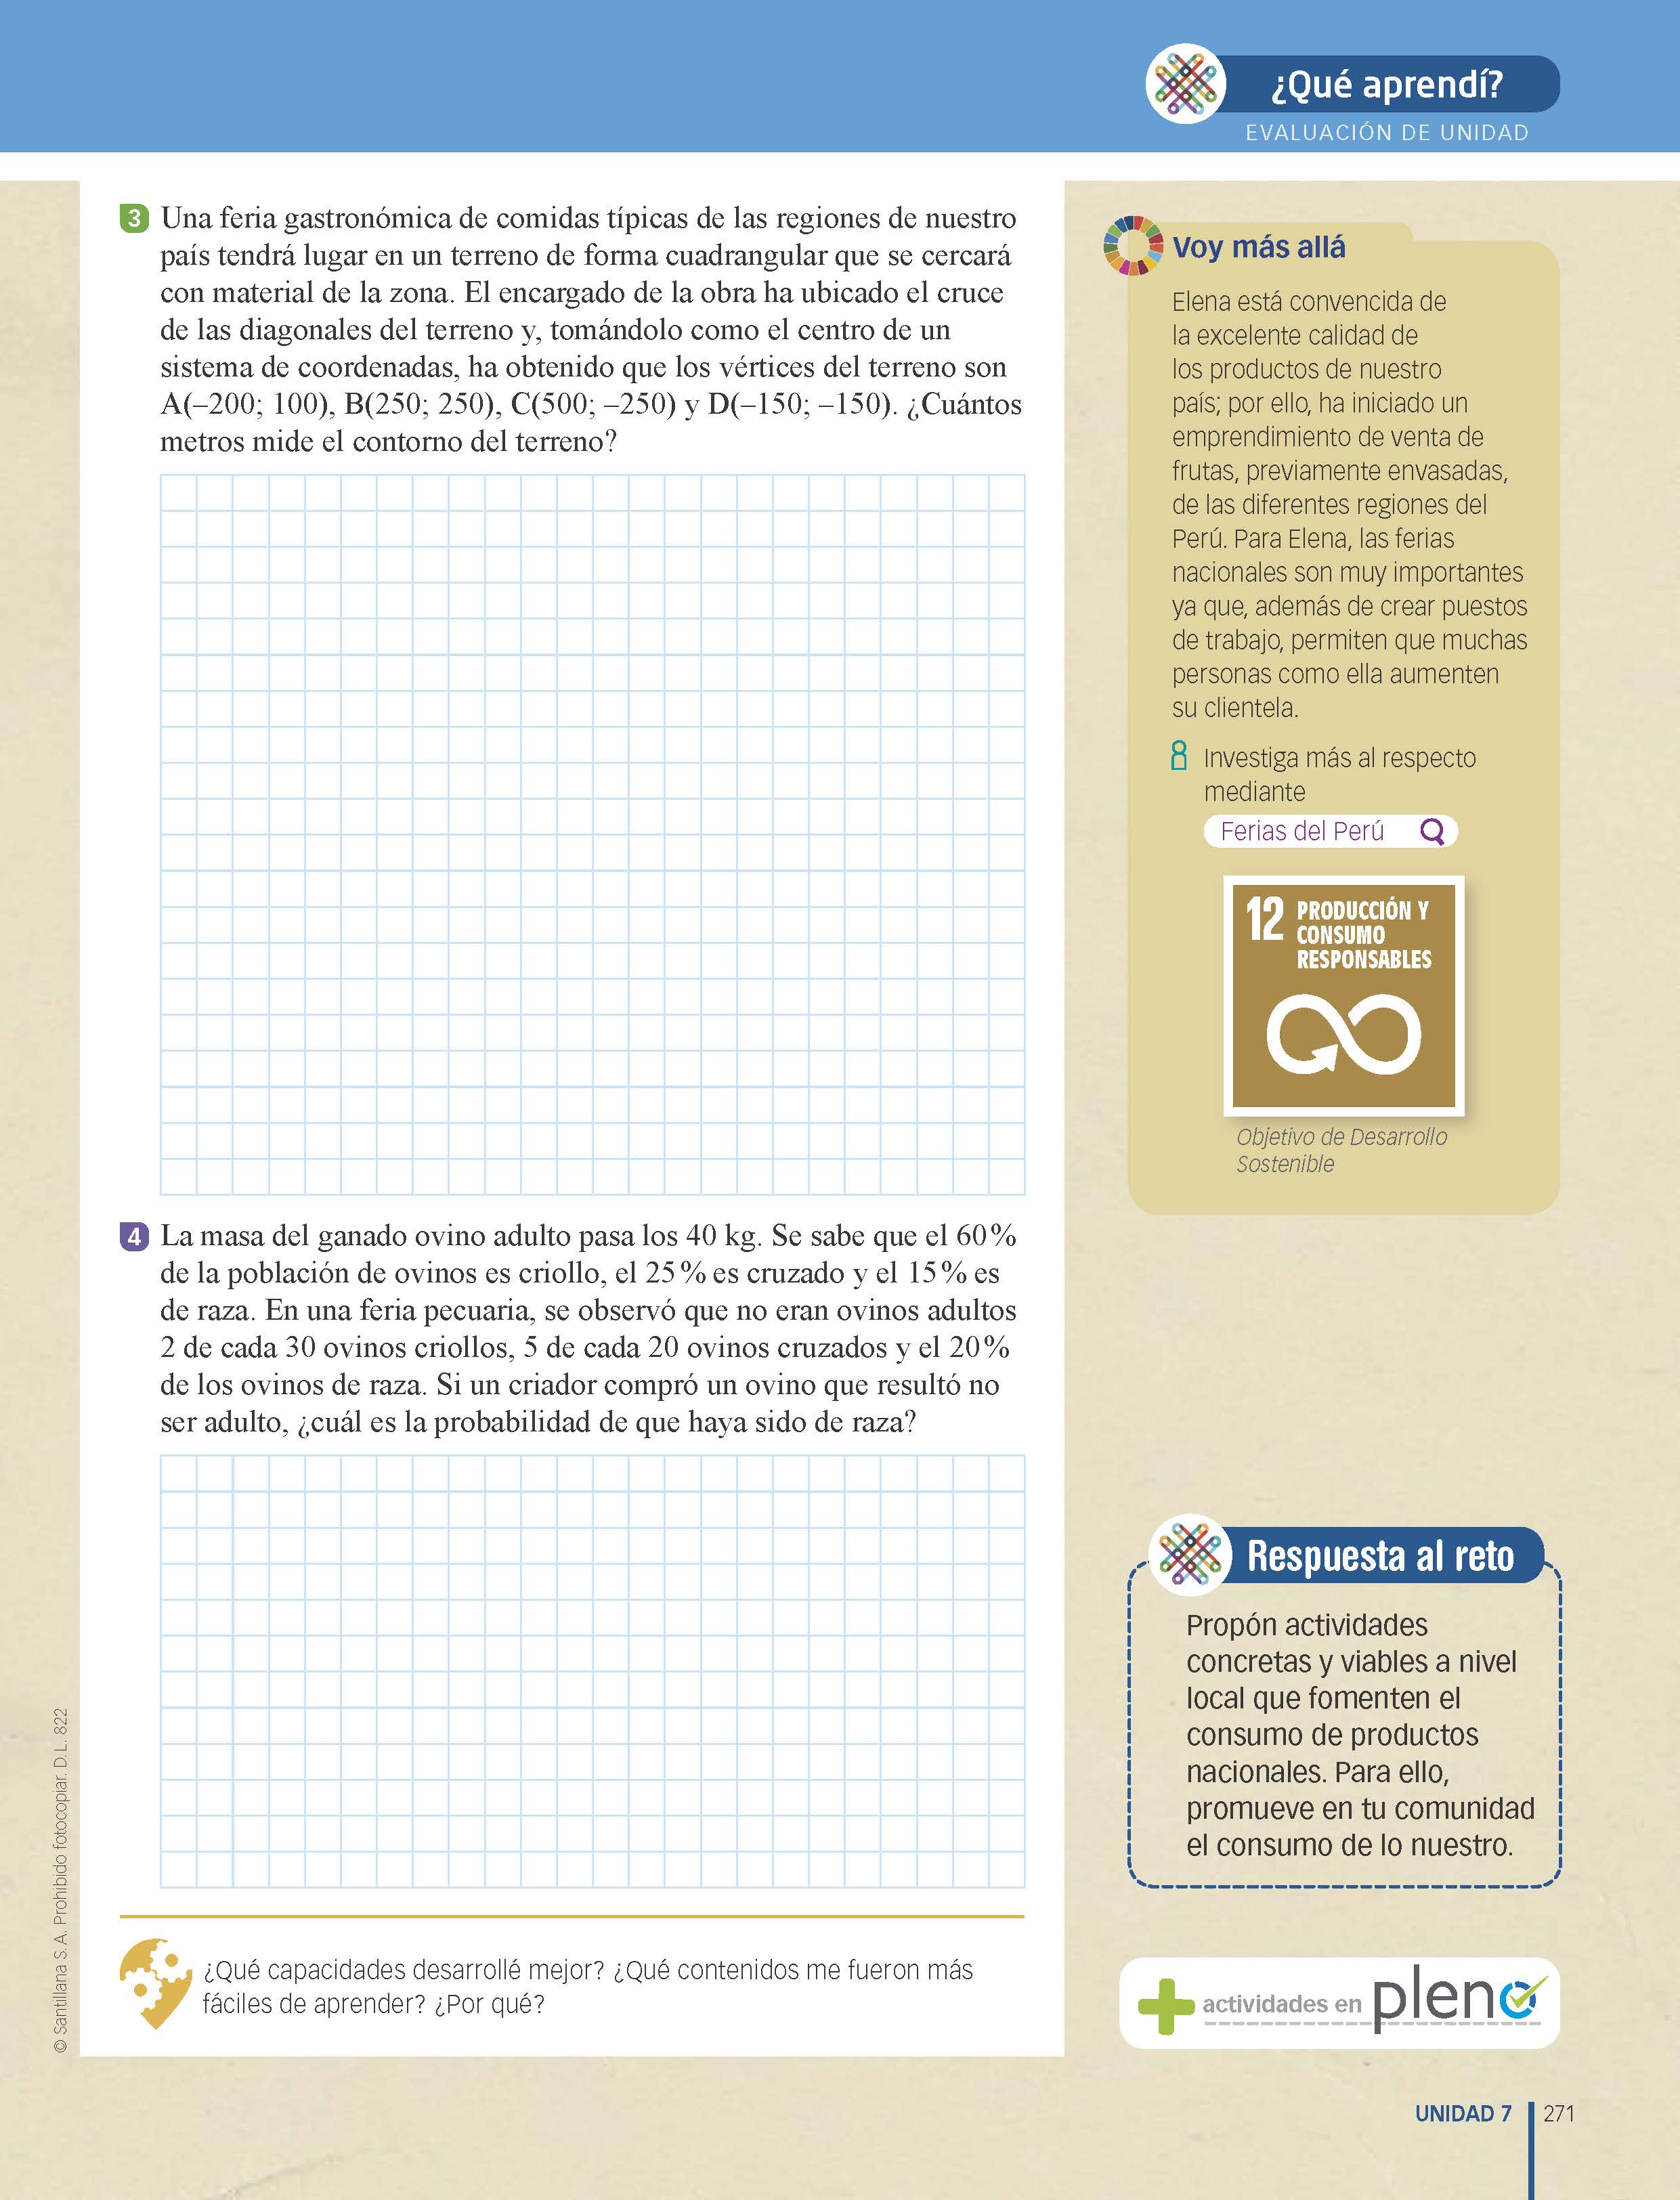 ¿Qué aprendí?
EVALUACIÓN DE UNIDAD
3 Una feria gastronómica de comidas típicas de las regiones de nuestro
país tendrá lugar en un terreno de forma cuadrangular que se cercará
con material de la zona. El encargado de la obra ha ubicado el cruce
de las diagonales del terreno y, tomándolo como el centro de un
sistema de coordenadas, ha obtenido que los vértices del terreno son
A(–200; 100), B(250; 250), C(500; –250) y D(–150; –150). ¿Cuántos
metros mide el contorno del terreno?
4 La masa del ganado ovino adulto pasa los 40 kg. Se sabe que el 60%
de la población de ovinos es criollo, el 25% es cruzado y el 15% es
de raza. En una feria pecuaria, se observó que no eran ovinos adultos
2 de cada 30 ovinos criollos, 5 de cada 20 ovinos cruzados y el 20%
de los ovinos de raza. Si un criador compró un ovino que resultó no
ser adulto, ¿cuál es la probabilidad de que haya sido de raza?
¿Qué capacidades desarrollé mejor? ¿Qué contenidos me fueron más
fáciles de aprender? ¿Por qué?
Voy más allá
Elena está convencida de
la excelente calidad de
los productos de nuestro
país; por ello, ha iniciado un
emprendimiento de venta de
frutas, previamente envasadas,
de las diferentes regiones del
Perú. Para Elena, las ferias
nacionales son muy importantes
ya que, además de crear puestos
de trabajo, permiten que muchas
personas como ella aumenten
su clientela.
Investiga más al respecto
mediante
Ferias del Perú
12 PRODUCCIÓN Y
CONSUMO
RESPONSABLES
Objetivo de Desarrollo
Sostenible
Respuesta al reto
Propón actividades
concretas y viables a nivel
local que fomenten el
consumo de productos
nacionales. Para ello,
promueve en tu comunidad
el consumo de lo nuestro.
actividades en pleno
© Santillana S. A. Prohibido fotocopiar. D. L. 822
UNIDAD 7 271